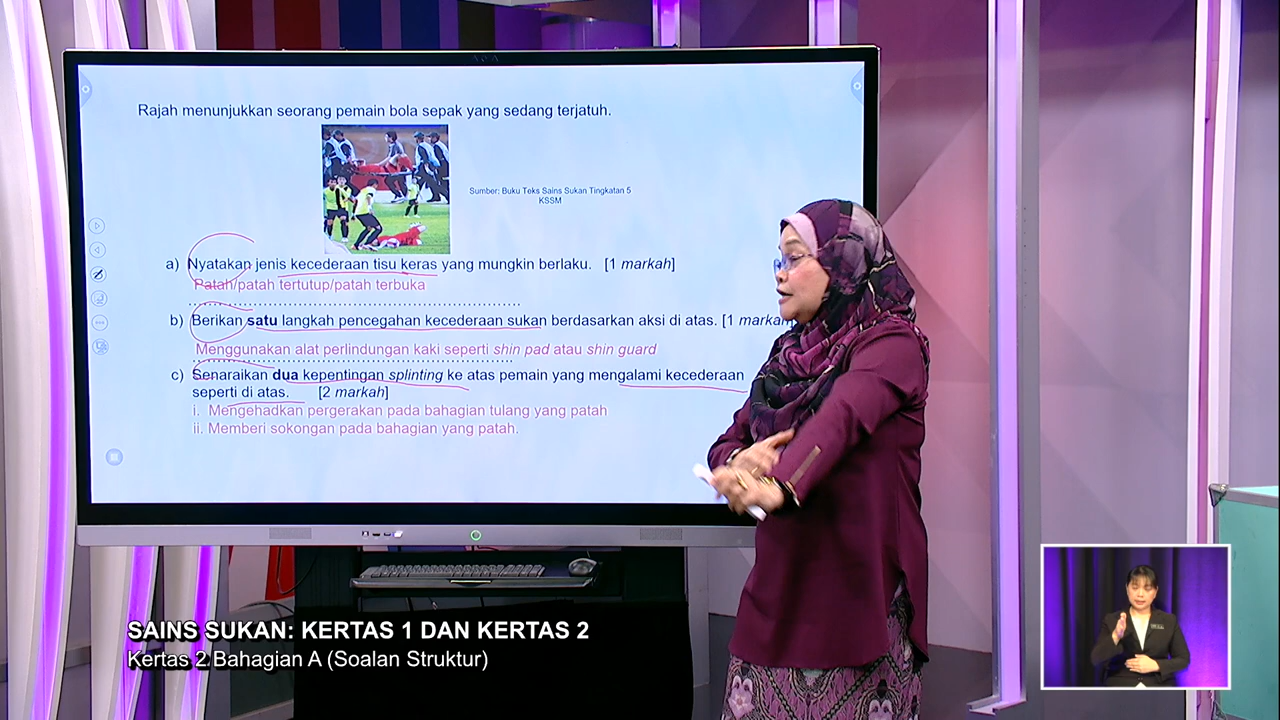 Rajah menunjukkan seorang pemain bola sepak yang sedang terjatuh.
Sumber: Buku Teks Sains Sukan Tingkatan 5
KSSM
a) Nyatakan jenis kecederaan tisu keras yang mungkin berlaku. [1 markah]
Patah/patah tertutup/patah terbuka
b) Berikan satu langkah pencegahan kecederaan sukan berdasarkan aksi di atas. [1 markah]
Menggunakan alat perlindungan kaki seperti shin pad atau shin guard
c) Senaraikan dua kepentingan splinting ke atas pemain yang mengalami kecederaan
seperti di atas. [2 markah]
i. Mengehadkan pergerakan pada bahagian tulang yang patah
ii. Memberi sokongan pada bahagian yang patah.
SAINS SUKAN: KERTAS 1 DAN KERTAS 2
Kertas 2 Bahagian A (Soalan Struktur)